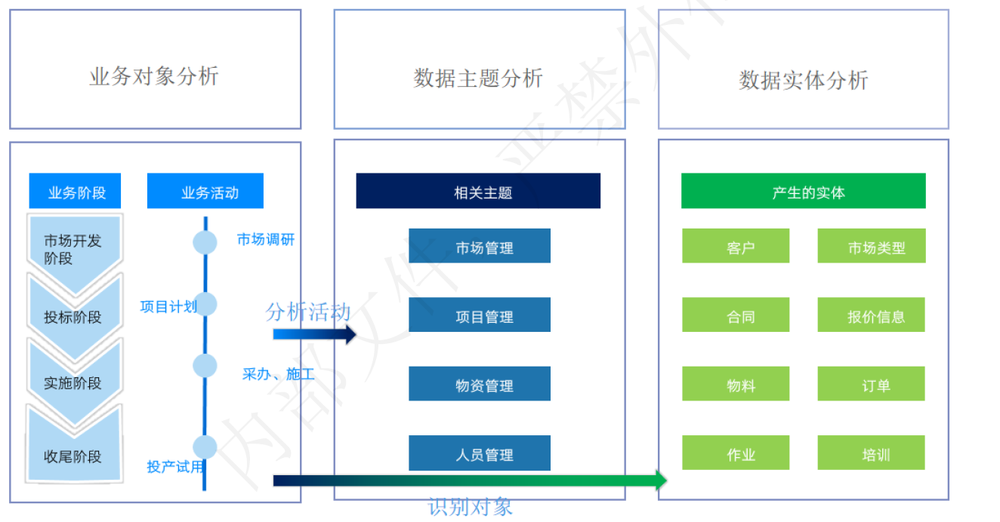 业务对象分析
数据主题分析
数据实体分析
业务阶段
业务活动
市场开发
阶段
投标阶段
实施阶段
收尾阶段
市场调研
项目计划
采办、施工
投产试用
分析活动
相关主题
市场管理
项目管理
物资管理
人员管理
识别对象
产生的实体
客户
市场类型
合同
报价信息
物料
订单
作业
培训
内部文件，严禁外传